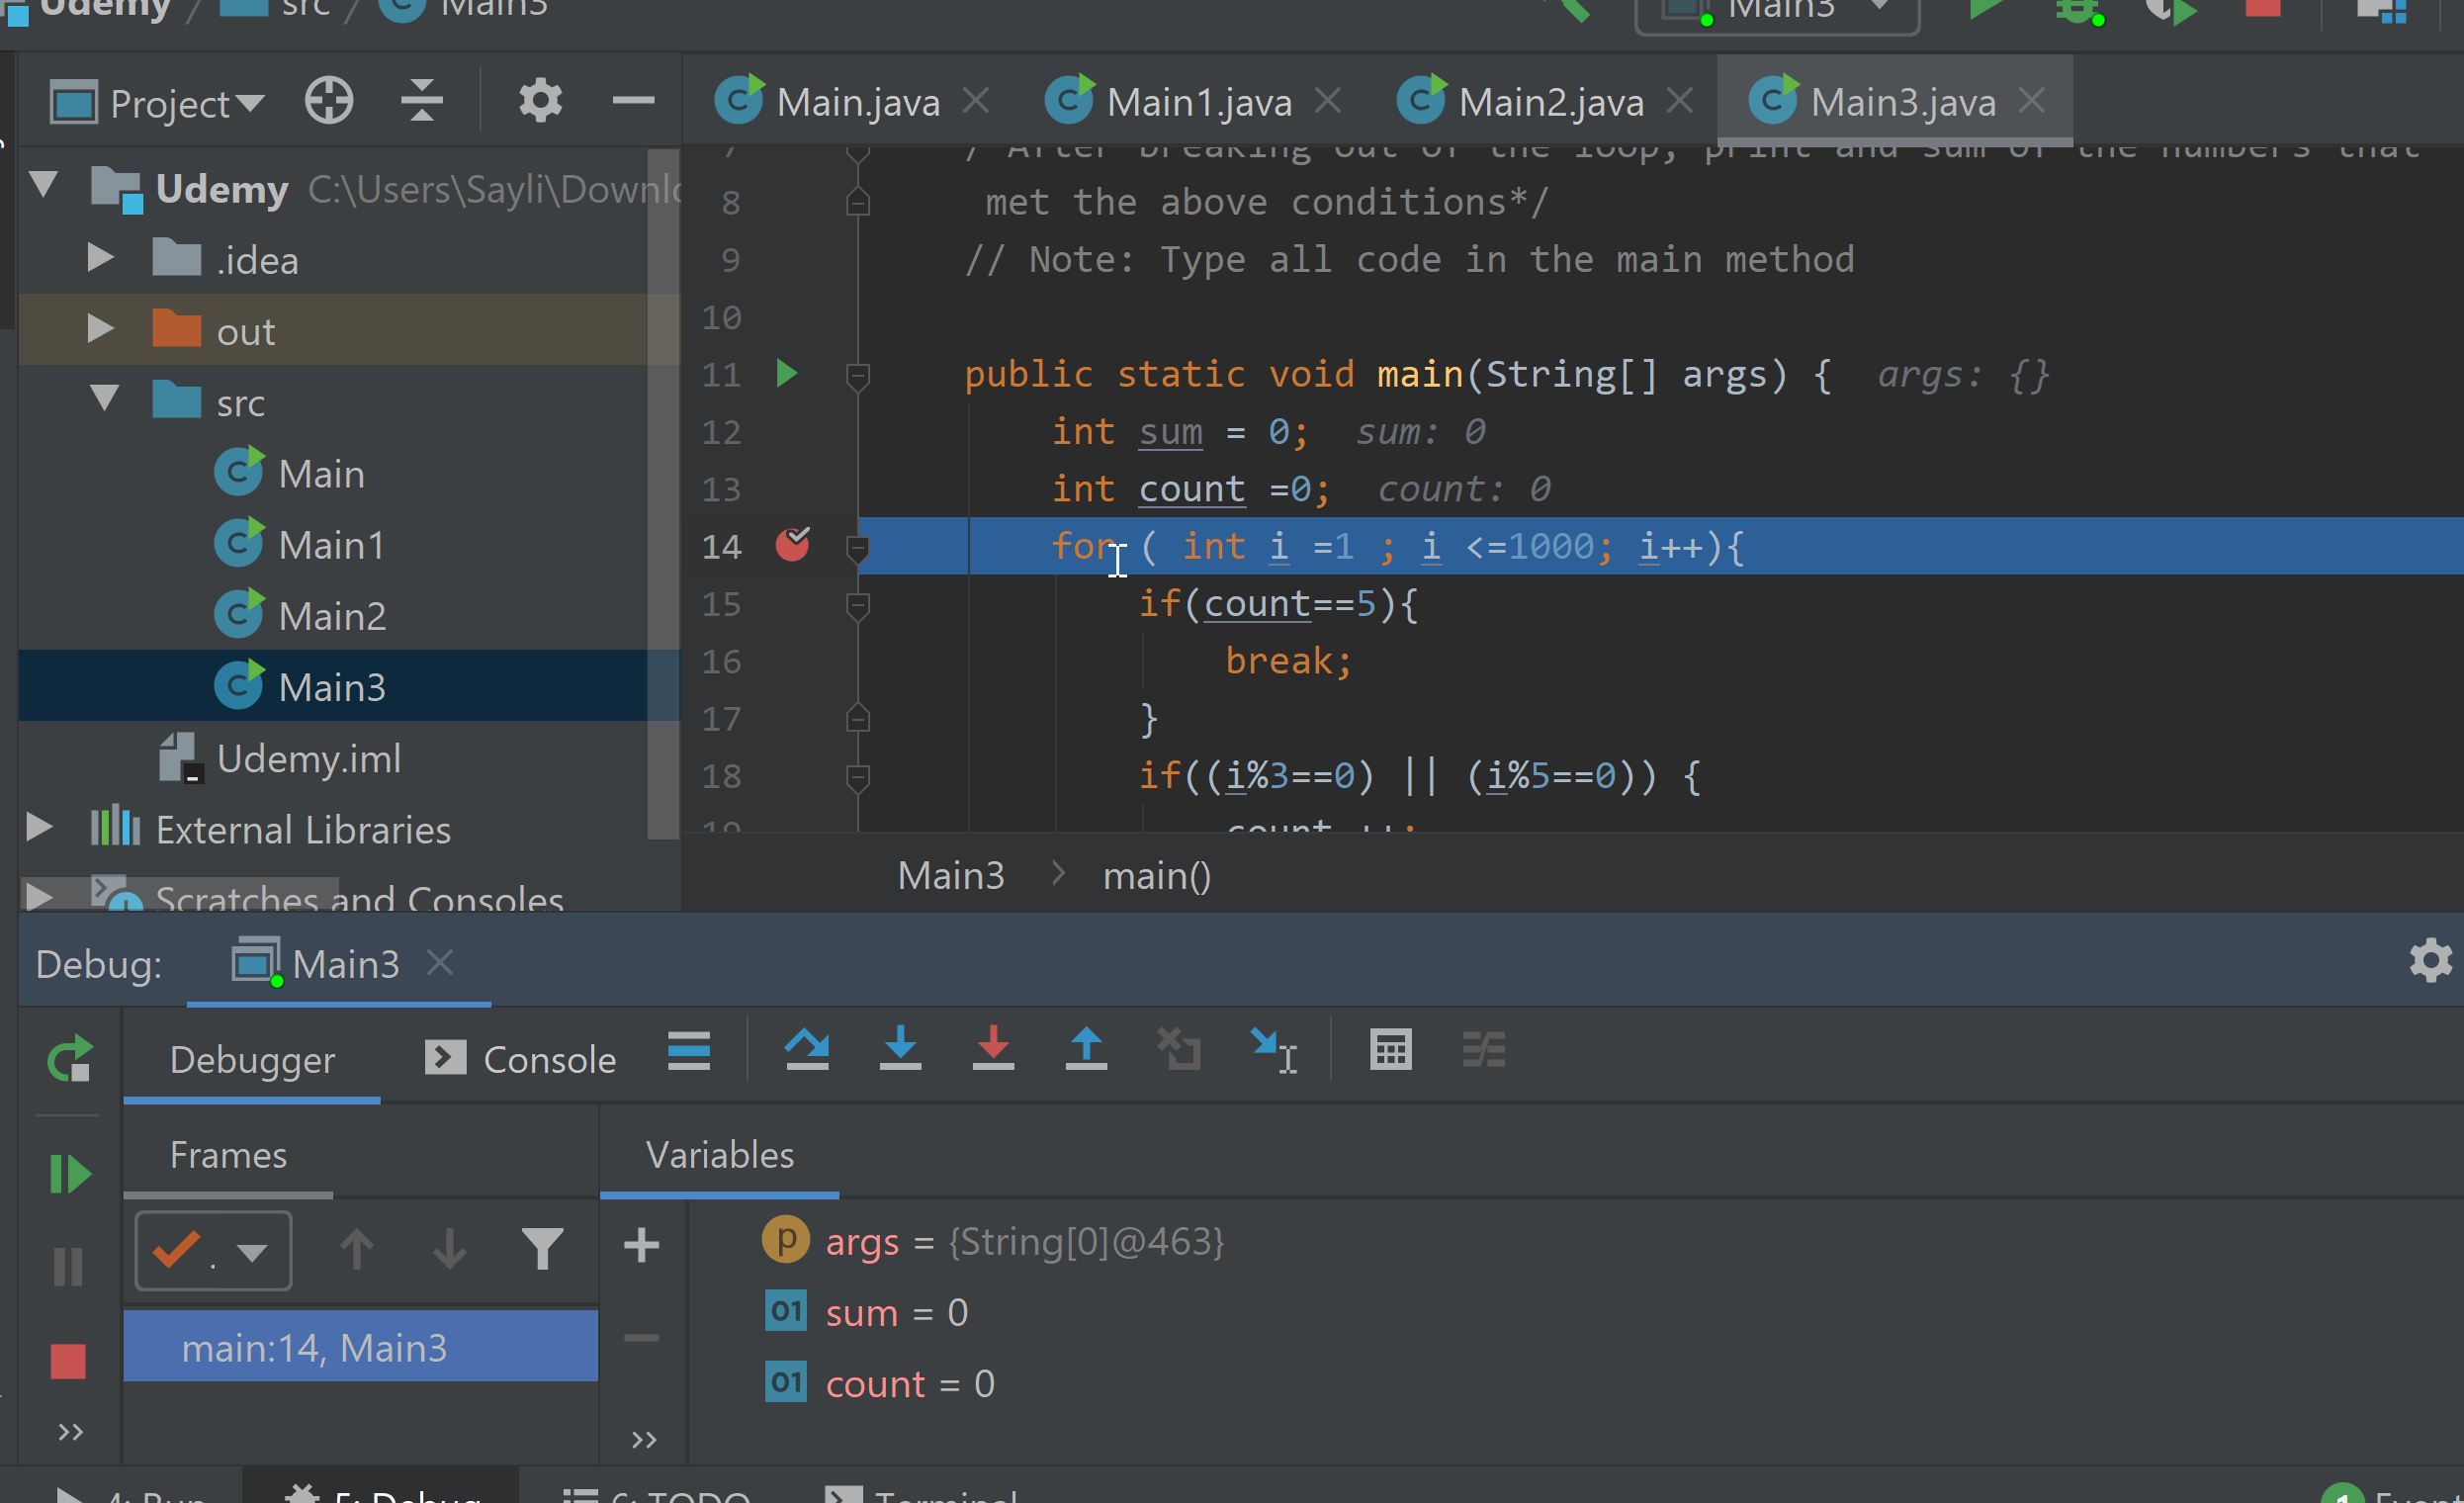 Udemy / src / Main3
Main3
Project
Main.java
Main1.java
Main2.java
Main3.java
Udemy C:\Users\Sayli\Downlo
.idea
out
src
Main
Main1
Main2
Main3
Udemy.iml
External Libraries
Scratches and Consoles
7 / After breaking out of the loop, print and sum of the numbers that
8 met the above conditions*/
9 // Note: Type all code in the main method
10
11 public static void main(String[] args) { args: {}
12 int sum = 0; sum: 0
13 int count =0; count: 0
14 for ( int i =1 ; i <=1000; i++){
15 if(count==5){
16 break;
17 }
18 if((i%3==0) || (i%5==0)) {
19 count ++;
Main3 > main()
Debug: Main3
Debugger
Console
Frames
Variables
main:14, Main3
args = {String[0]@463}
01 sum = 0
01 count = 0
4: Run
5: Debug
6: TODO
Terminal
1 Event